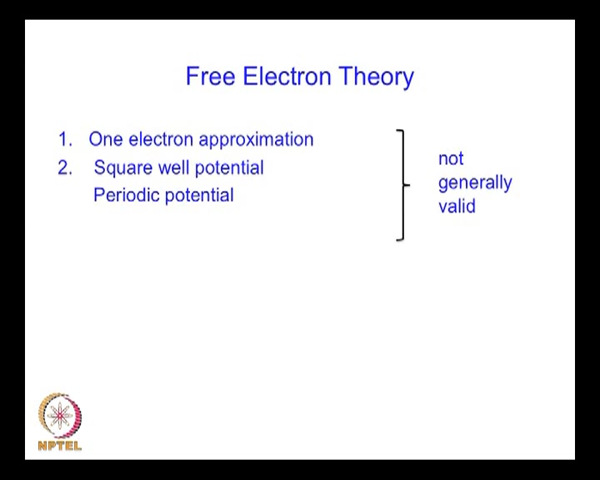 Free Electron Theory
1. One electron approximation
2. Square well potential
Periodic potential
not
generally
valid
NPTEL